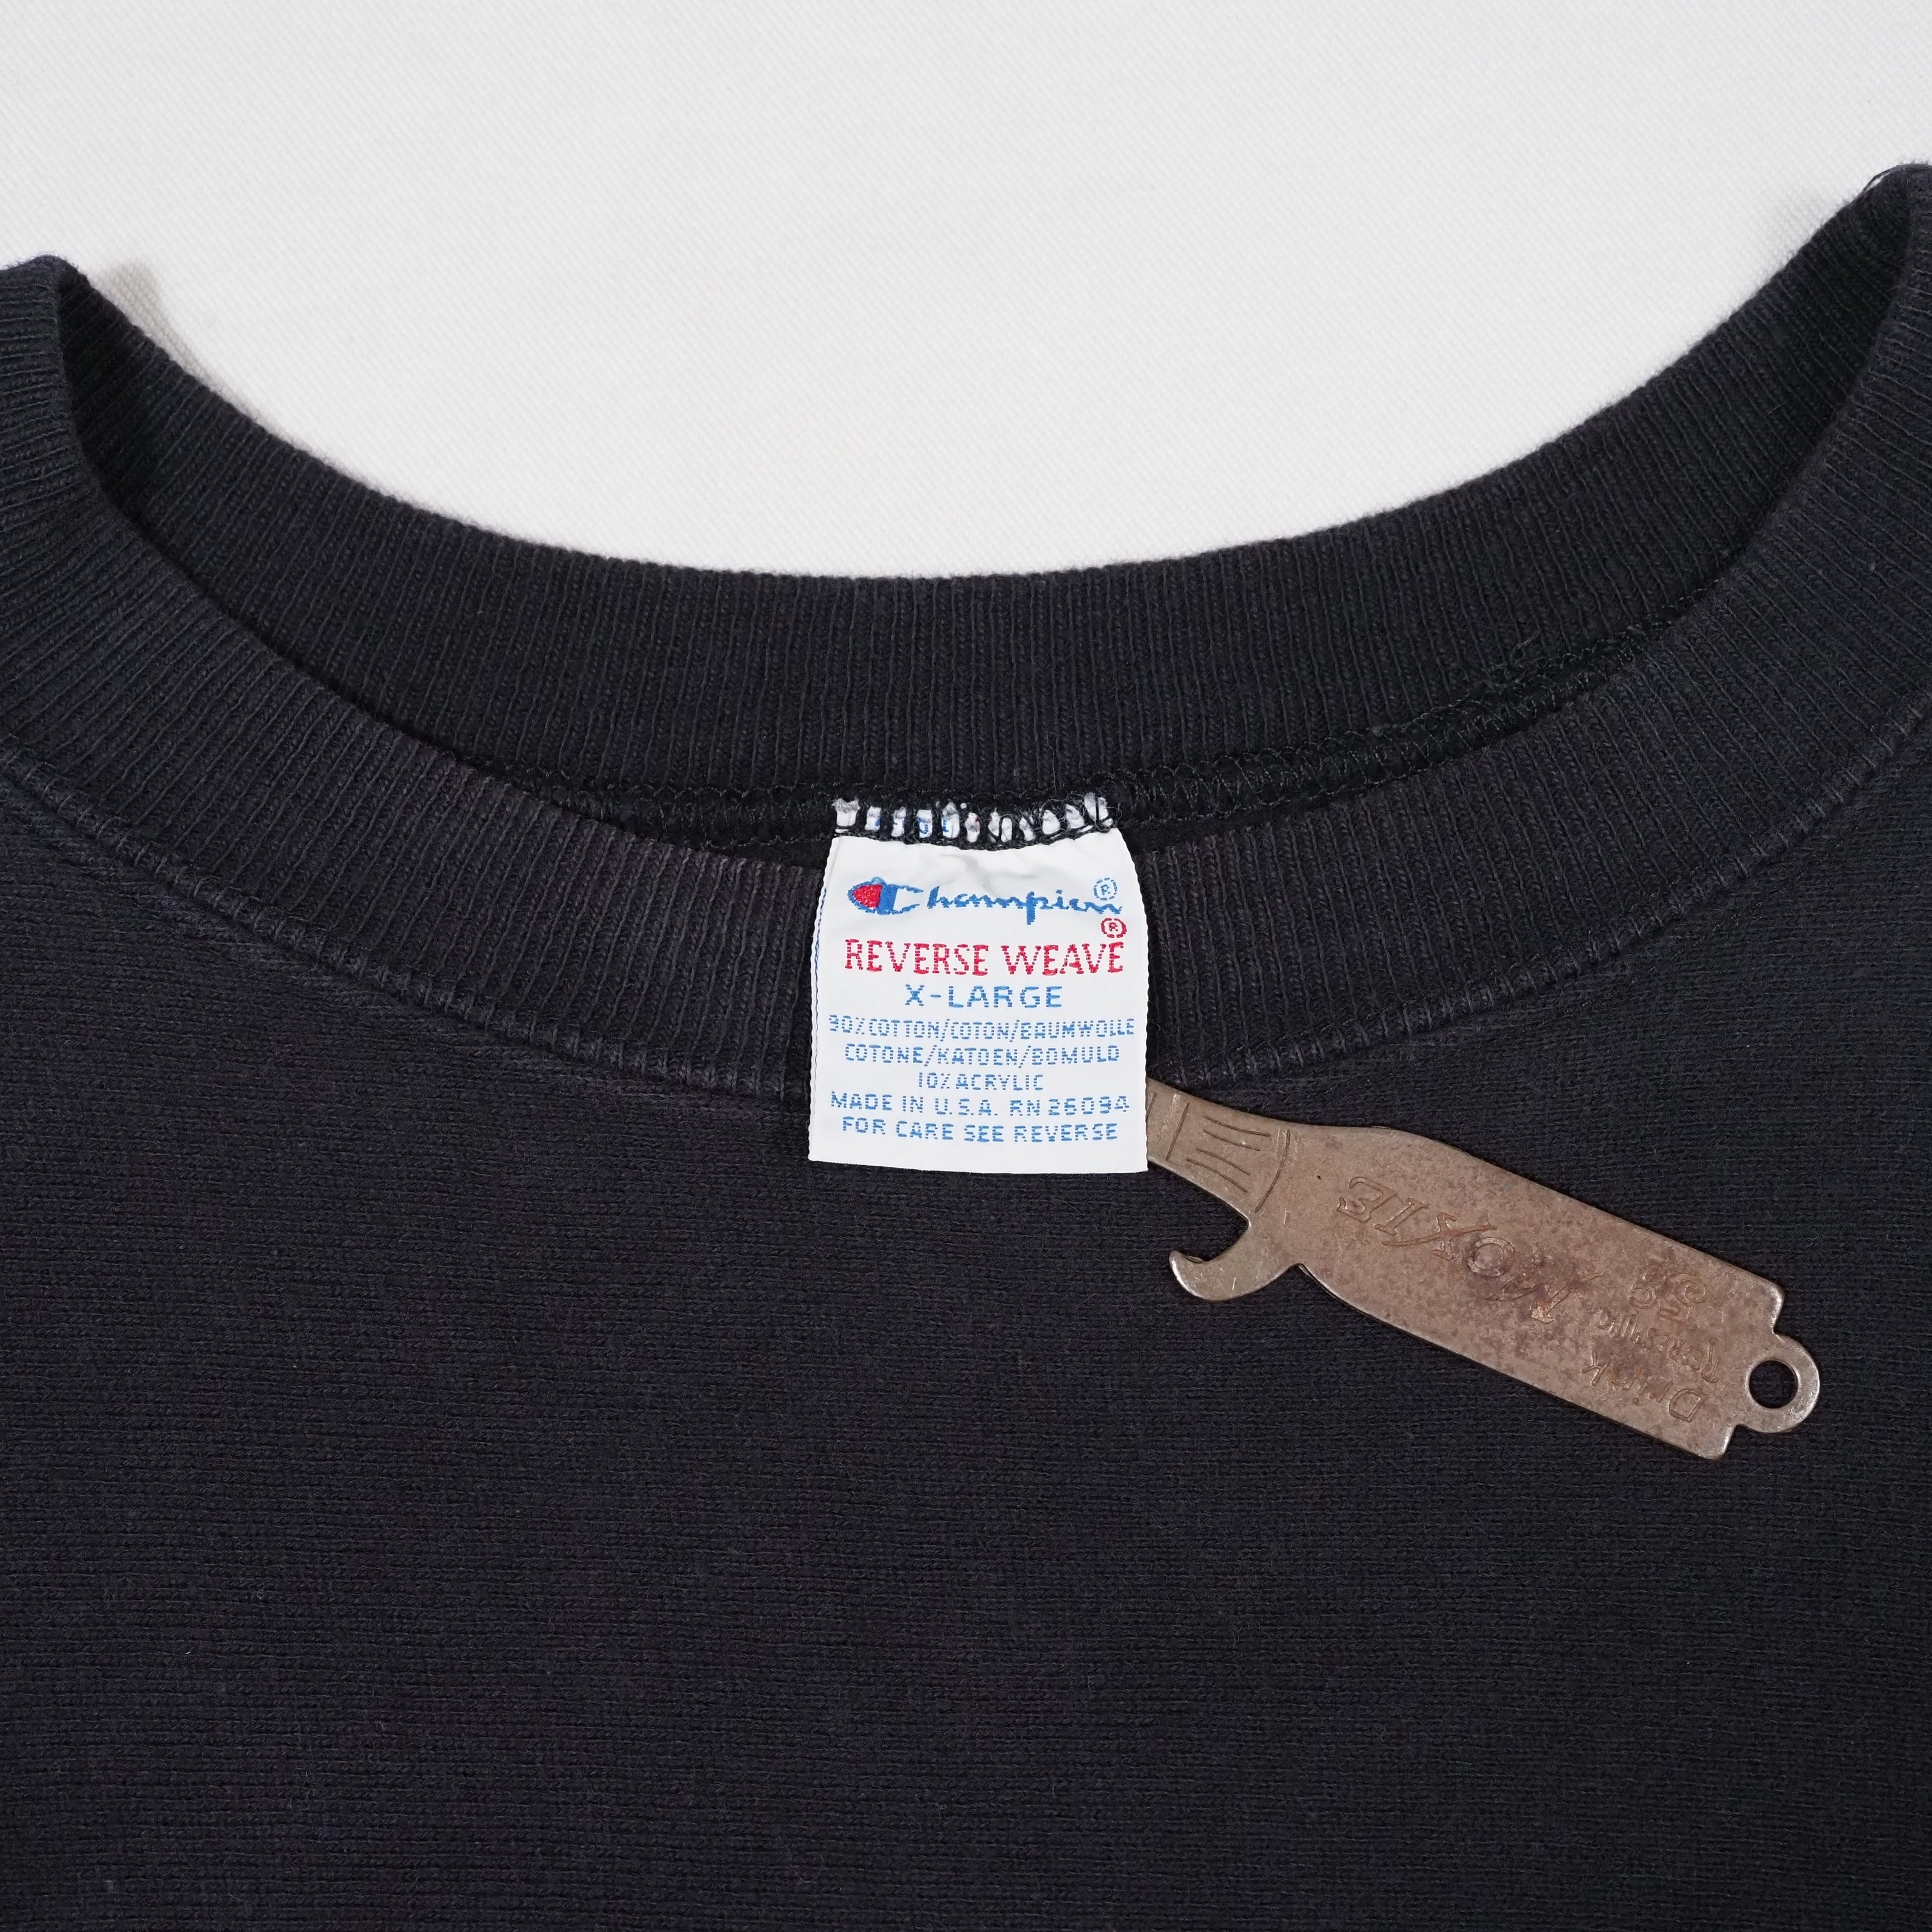 Champion®
®
REVERSE WEAVE
X-LARGE
90% COTTON/COTON/BAUMWOLLE
COTONE/KATOEN/BOMULD
10% ACRYLIC
MADE IN U.S.A. RN 26094
FOR CARE SEE REVERSE
Drink
MOXIE